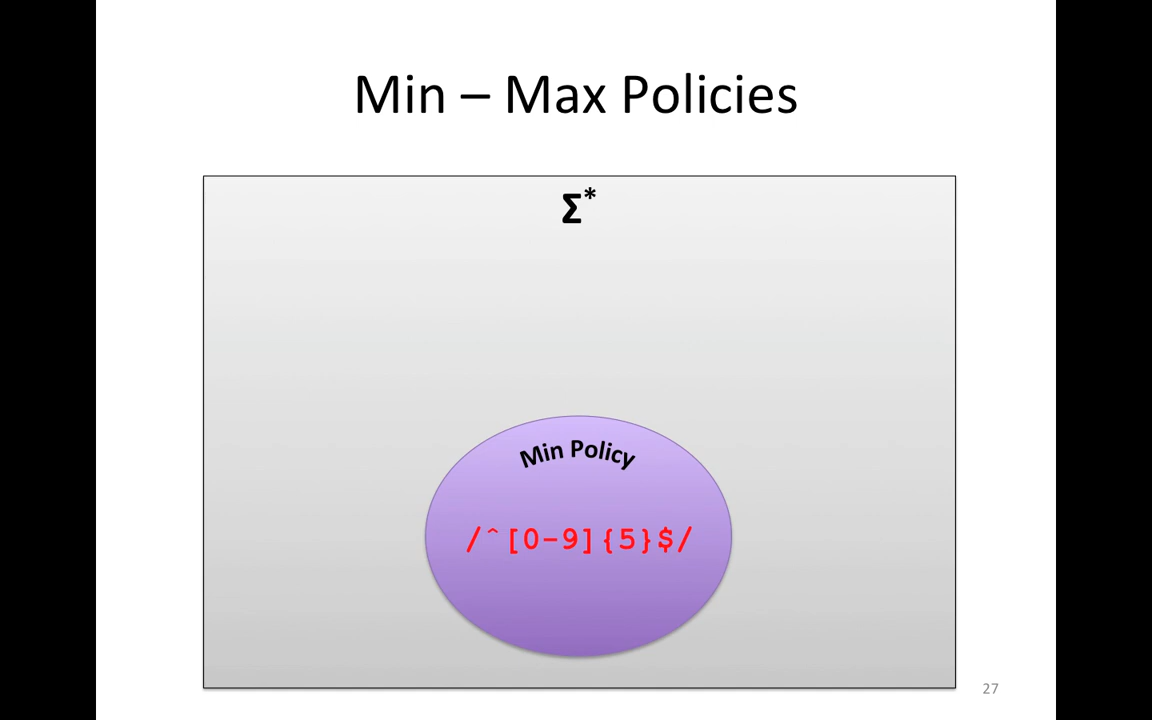 Min – Max Policies
Σ*
Min Policy
/^[0-9]{5}$/
27